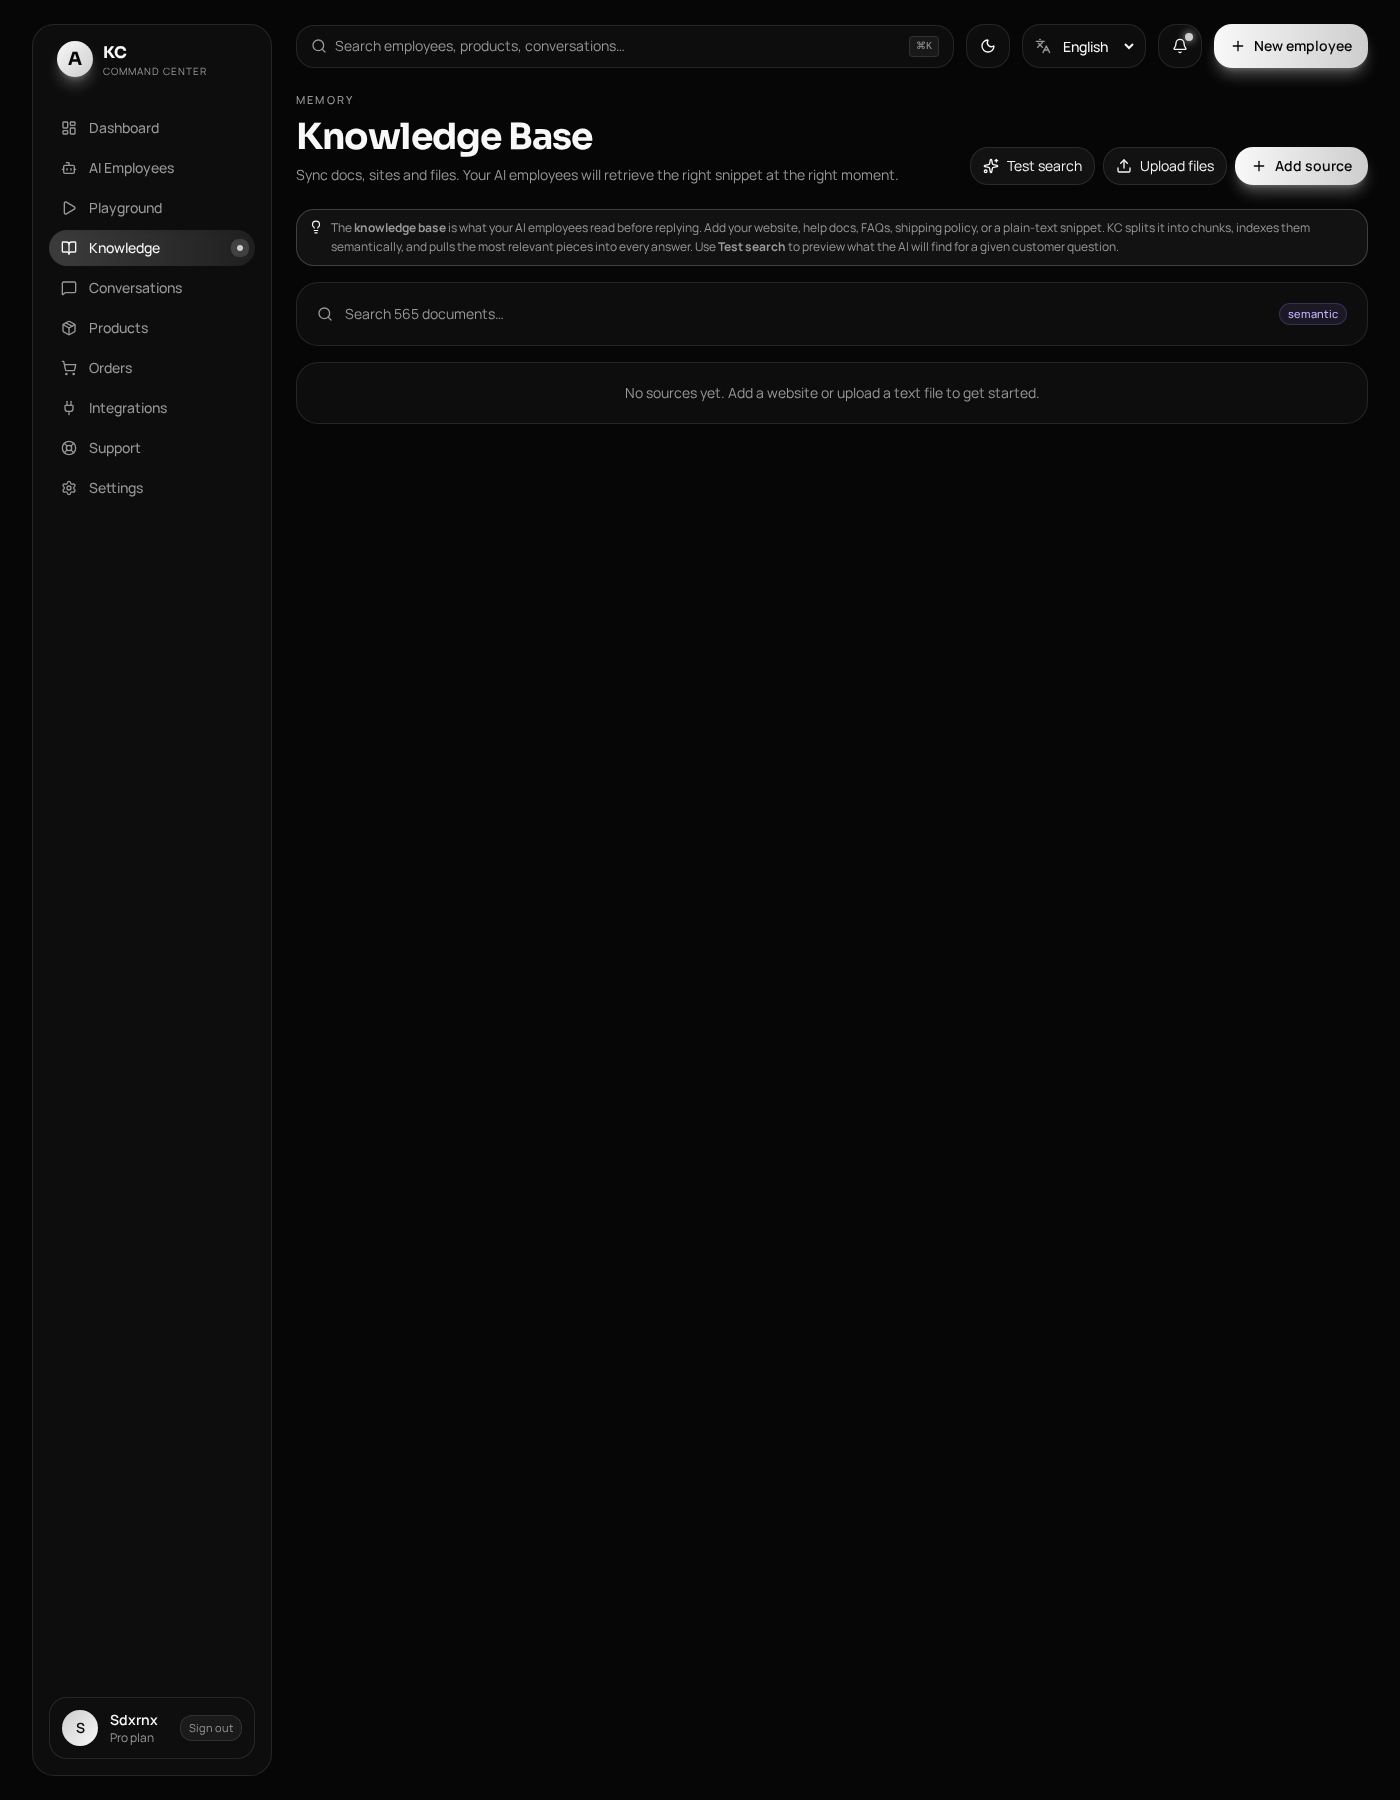 A
KC
COMMAND CENTER
Dashboard
AI Employees
Playground
Knowledge
Conversations
Products
Orders
Integrations
Support
Settings
S
Sdxrnx
Pro plan
Sign out
Search employees, products, conversations...
⌘K
English
New employee
MEMORY
Knowledge Base
Sync docs, sites and files. Your AI employees will retrieve the right snippet at the right moment.
Test search
Upload files
Add source
The knowledge base is what your AI employees read before replying. Add your website, help docs, FAQs, shipping policy, or a plain-text snippet. KC splits it into chunks, indexes them
semantically, and pulls the most relevant pieces into every answer. Use Test search to preview what the AI will find for a given customer question.
Search 565 documents...
semantic
No sources yet. Add a website or upload a text file to get started.